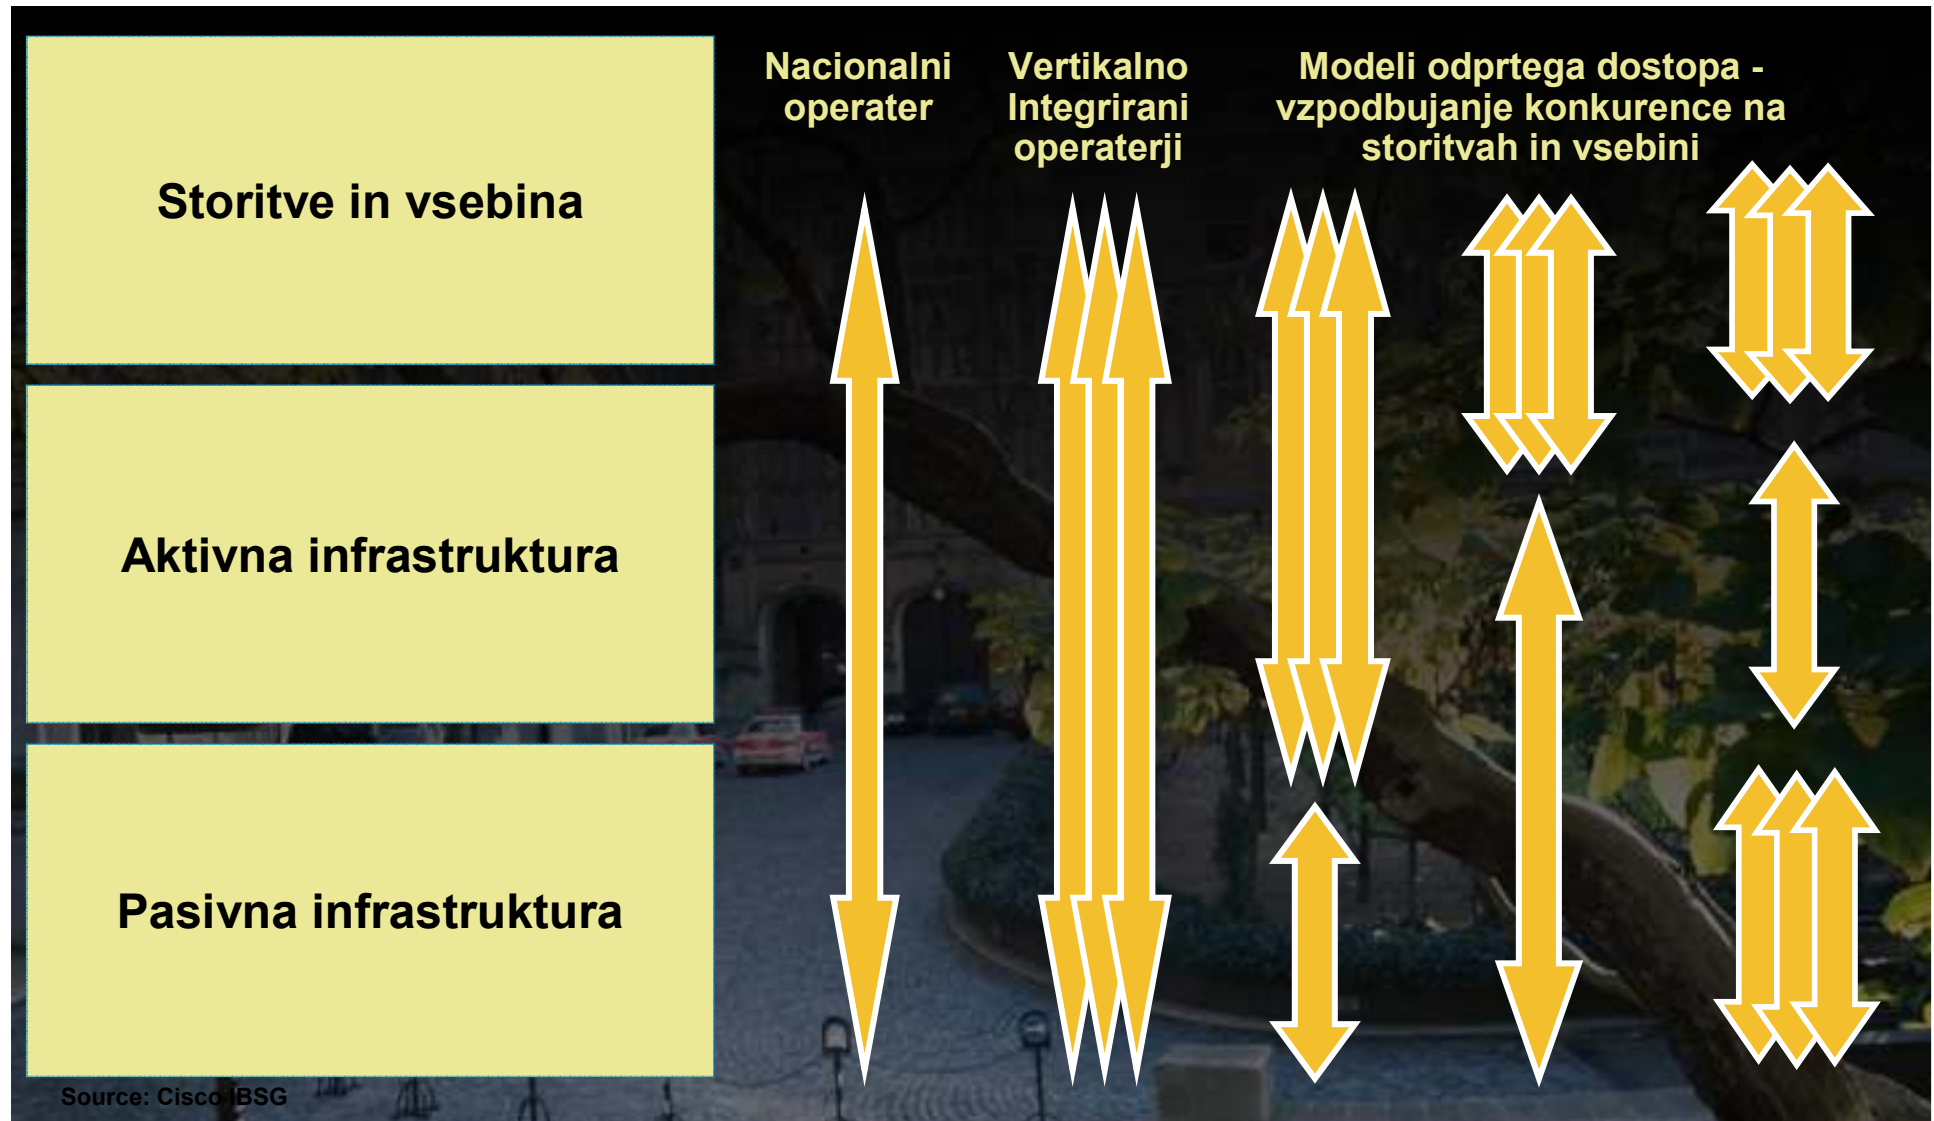 Nacionalni
operater
Vertikalno
Integrirani
operaterji
Modeli odprtega dostopa -
vzpodbujanje konkurence na
storitvah in vsebini
Storitve in vsebina
Aktivna infrastruktura
Pasivna infrastruktura
Source: Cisco IBSG